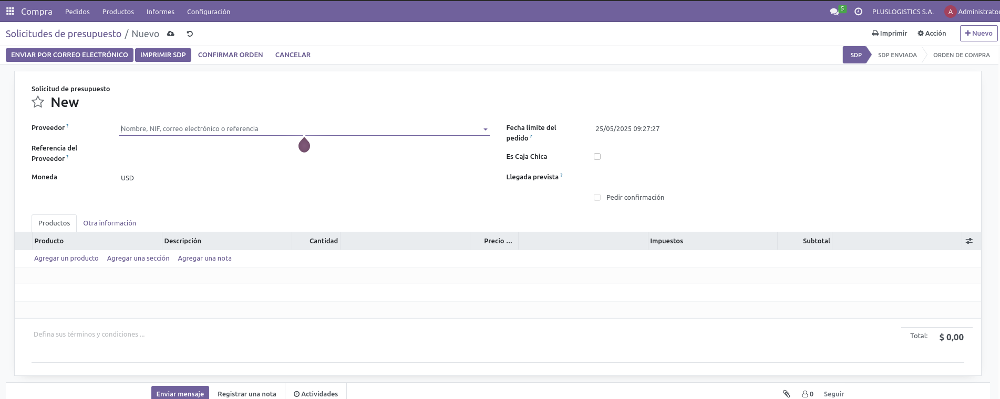 Compra Pedidos Productos Informes Configuración 5 PLUSLOGISTICS S.A. A Administrator
Solicitudes de presupuesto / Nuevo Imprimir Acción Nuevo
ENVIAR POR CORREO ELECTRÓNICO IMPRIMIR SDP CONFIRMAR ORDEN CANCELAR SDP SDP ENVIADA ORDEN DE COMPRA
Solicitud de presupuesto
New
Proveedor ? Nombre, NIF, correo electrónico o referencia
Referencia del
Proveedor ?
Moneda USD
Fecha límite del
pedido ? 25/05/2025 09:27:27
Es Caja Chica
Llegada prevista ?
Pedir confirmación
Productos Otra información
Producto Descripción Cantidad Precio ... Impuestos Subtotal
Agregar un producto Agregar una sección Agregar una nota
Defina sus términos y condiciones ...
Total: $ 0,00
Enviar mensaje Registrar una nota Actividades 0 Seguir